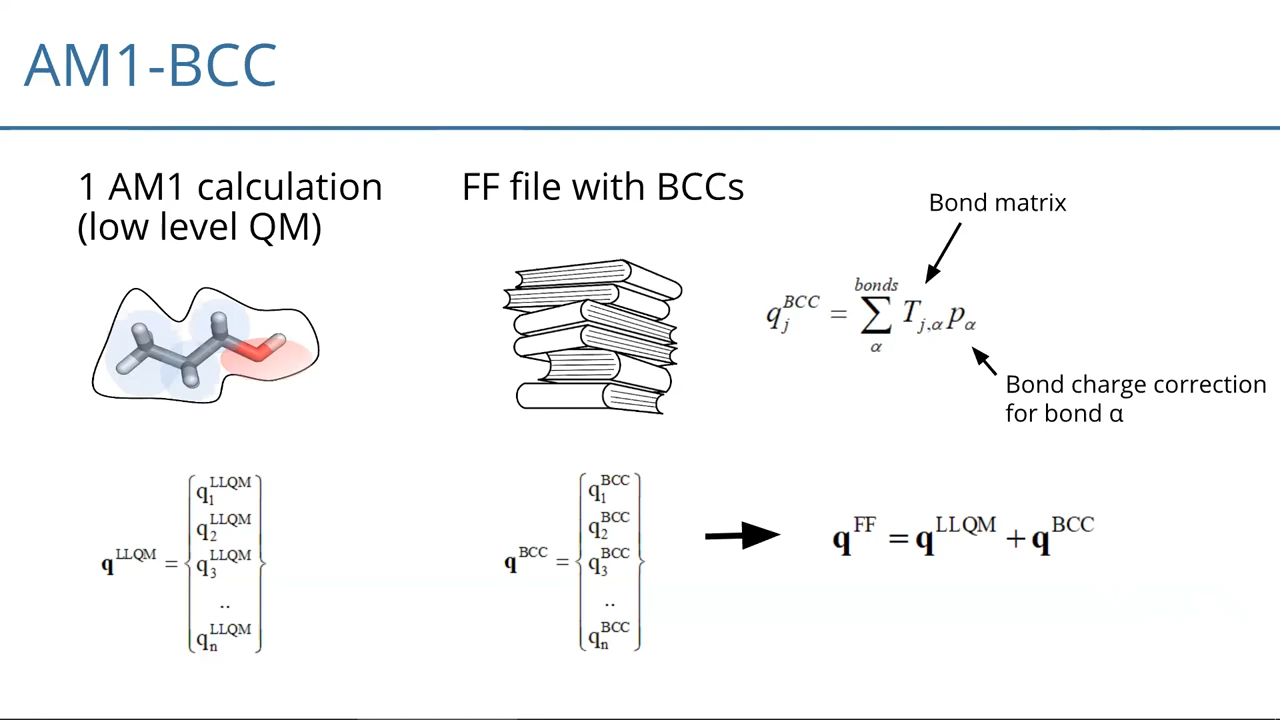 AM1-BCC
1 AM1 calculation
(low level QM)
FF file with BCCs
Bond matrix
q_j^BCC = ∑_α^bonds T_{j,α} p_α
Bond charge correction
for bond α
q^LLQM = { q_1^LLQM
q_2^LLQM
q_3^LLQM
..
q_n^LLQM }
q^BCC = { q_1^BCC
q_2^BCC
q_3^BCC
..
q_n^BCC }
q^FF = q^LLQM + q^BCC